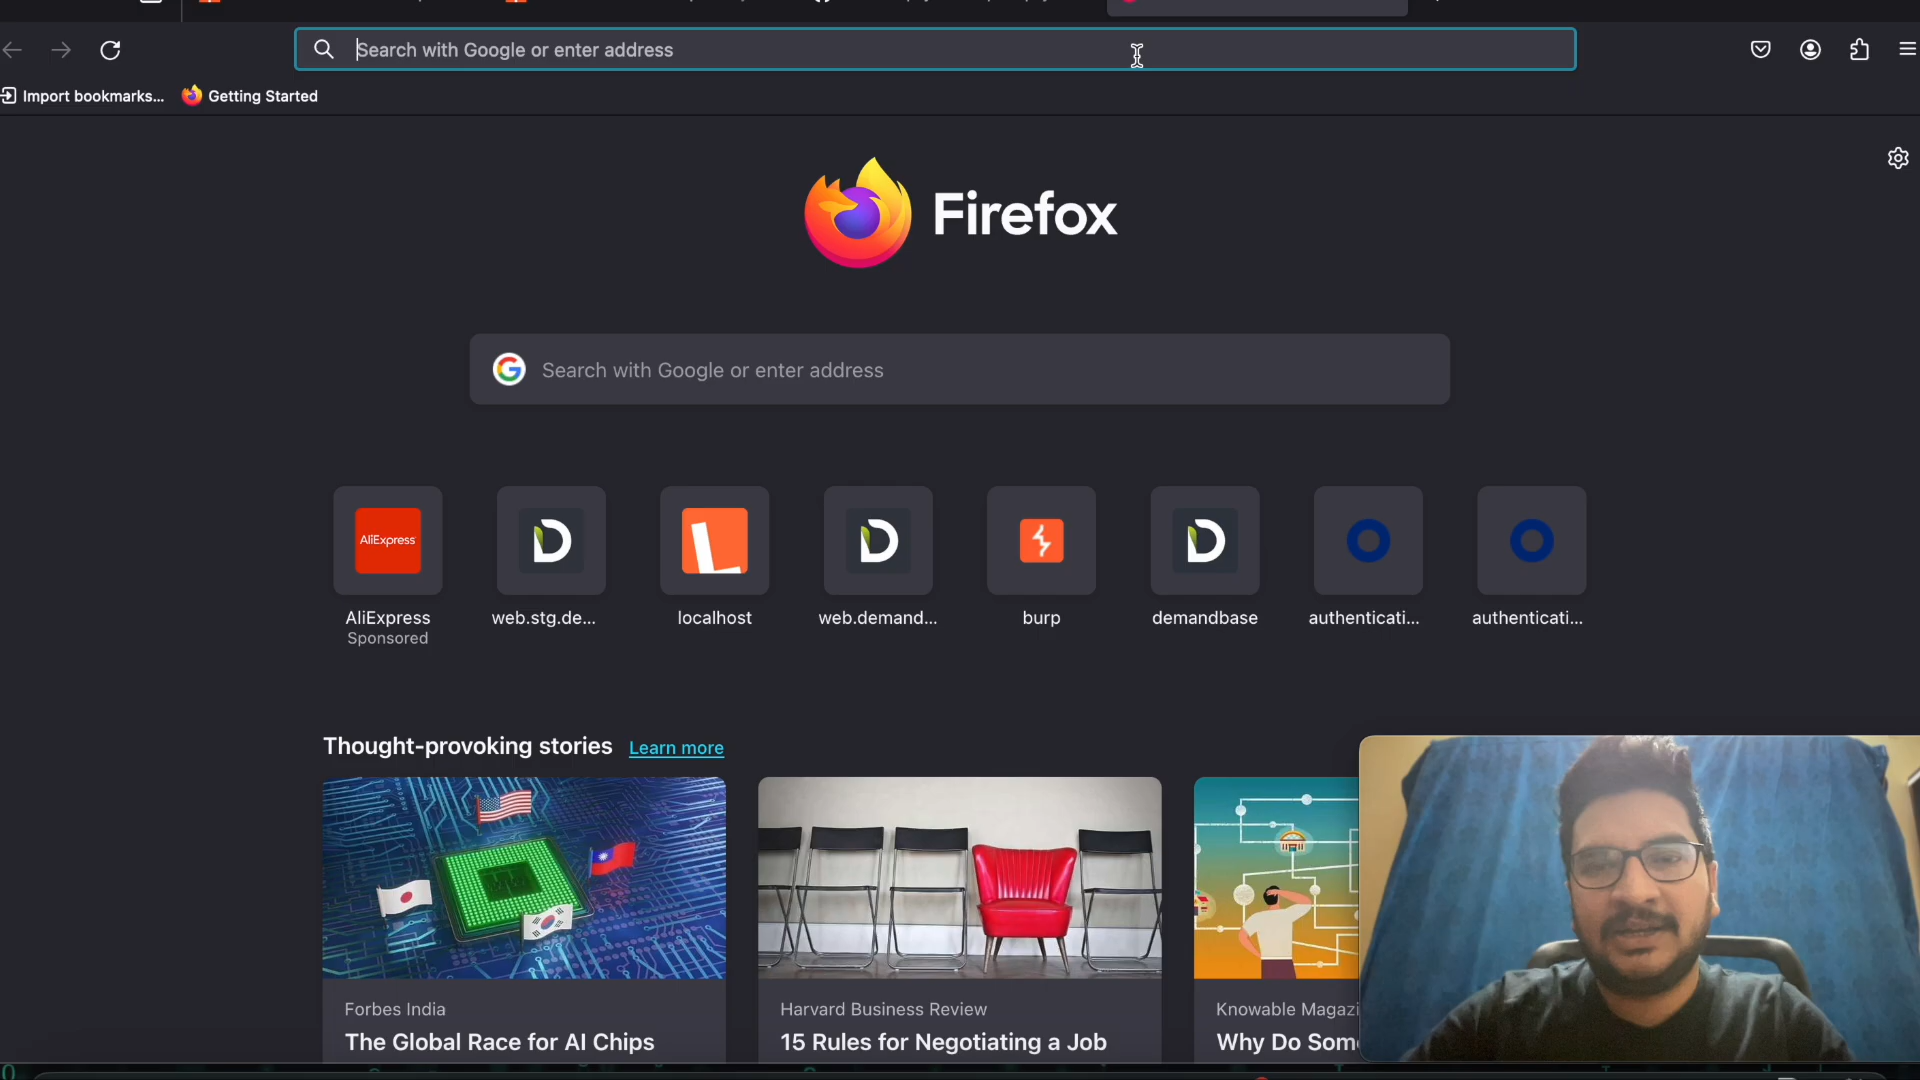 Search with Google or enter address
Import bookmarks...
Getting Started
Firefox
Search with Google or enter address
AliExpress
AliExpress
Sponsored
web.stg.de...
localhost
web.demand...
burp
demandbase
authenticati...
authenticati...
Thought-provoking stories
Learn more
Forbes India
The Global Race for AI Chips
Harvard Business Review
15 Rules for Negotiating a Job
Knowable Magazi
Why Do Som